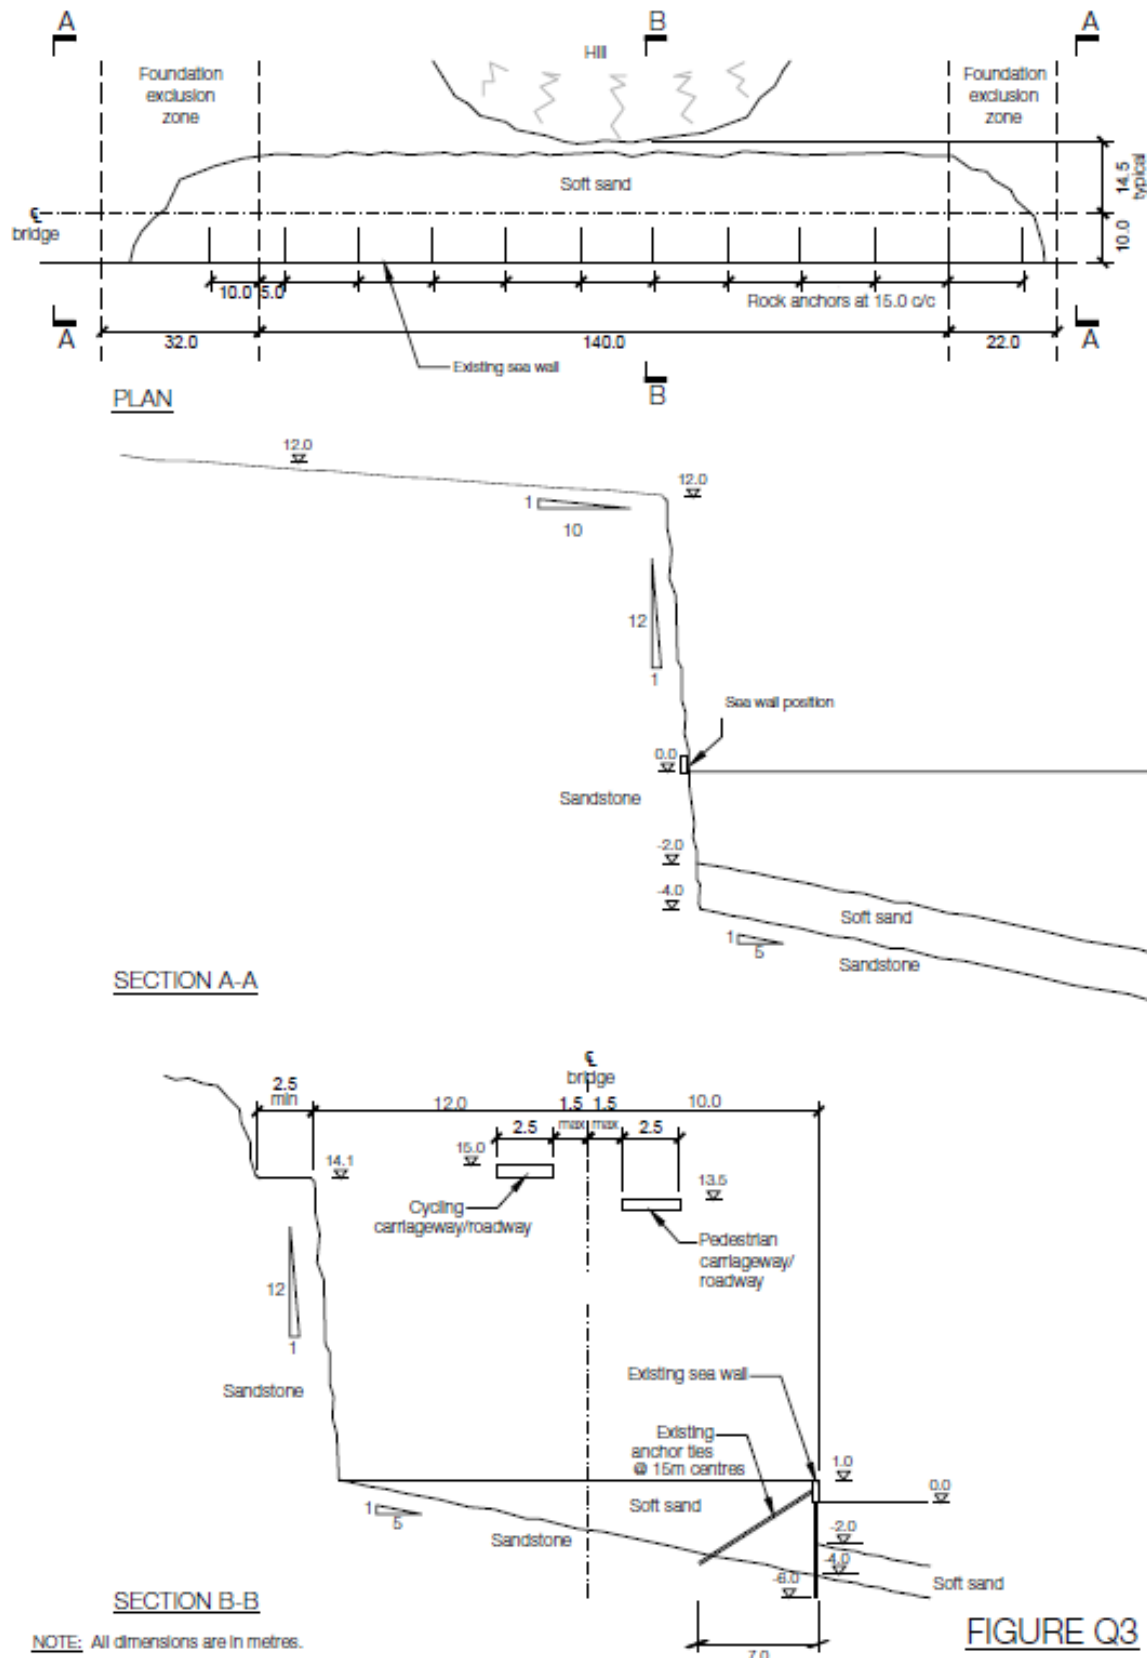 A
B
A
Hill
Foundation
exclusion
zone
Foundation
exclusion
zone
Soft sand
14.5
typical
℄
bridge
10.0
10.0
5.0
Rock anchors at 15.0 c/c
A
A
32.0
140.0
22.0
Existing sea wall
B
PLAN
12.0
12.0
1
10
12
1
Sea wall position
0.0
Sandstone
-2.0
-4.0
Soft sand
1
5
Sandstone
SECTION A-A
℄
bridge
2.5
min
12.0
1.5
max
1.5
max
10.0
2.5
2.5
14.1
15.0
13.5
Cycling
carriageway/roadway
Pedestrian
carriageway/
roadway
12
1
Sandstone
Existing sea wall
Existing
anchor ties
@ 15m centres
1.0
0.0
Soft sand
1
5
Sandstone
-2.0
-4.0
-6.0
Soft sand
SECTION B-B
7.0
NOTE: All dimensions are in metres.
FIGURE Q3